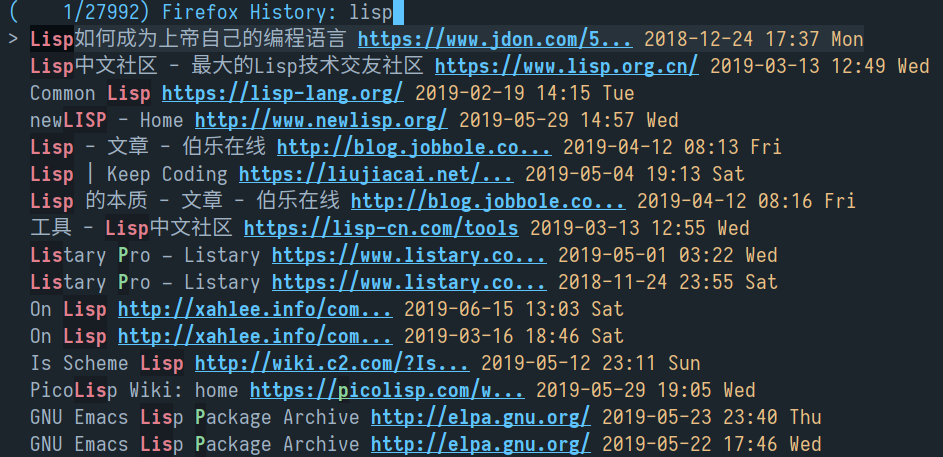 (    1/27992) Firefox History: lisp
> Lisp如何成为上帝自己的编程语言 https://www.jdon.com/5... 2018-12-24 17:37 Mon
Lisp中文社区 - 最大的Lisp技术交友社区 https://www.lisp.org.cn/ 2019-03-13 12:49 Wed
Common Lisp https://lisp-lang.org/ 2019-02-19 14:15 Tue
newLISP - Home http://www.newlisp.org/ 2019-05-29 14:57 Wed
Lisp - 文章 - 伯乐在线 http://blog.jobbole.co... 2019-04-12 08:13 Fri
Lisp | Keep Coding https://liujiacai.net/... 2019-05-04 19:13 Sat
Lisp 的本质 - 文章 - 伯乐在线 http://blog.jobbole.co... 2019-04-12 08:16 Fri
工具 - Lisp中文社区 https://lisp-cn.com/tools 2019-03-13 12:55 Wed
Listary Pro – Listary https://www.listary.co... 2019-05-01 03:22 Wed
Listary Pro – Listary https://www.listary.co... 2018-11-24 23:55 Sat
On Lisp http://xahlee.info/com... 2019-06-15 13:03 Sat
On Lisp http://xahlee.info/com... 2019-03-16 18:46 Sat
Is Scheme Lisp http://wiki.c2.com/?Is... 2019-05-12 23:11 Sun
PicoLisp Wiki: home https://picolisp.com/w... 2019-05-29 19:05 Wed
GNU Emacs Lisp Package Archive http://elpa.gnu.org/ 2019-05-23 23:40 Thu
GNU Emacs Lisp Package Archive http://elpa.gnu.org/ 2019-05-22 17:46 Wed